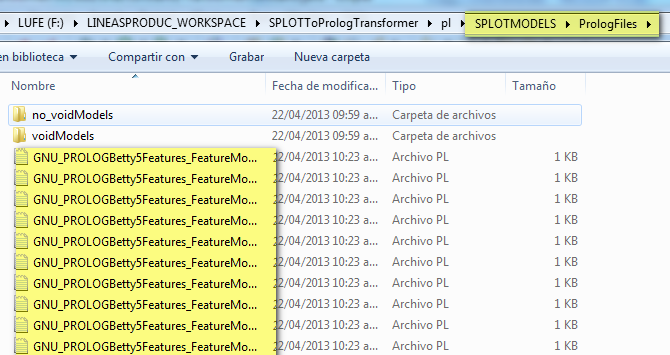 LUFE (F:) ▸ LINEASPRODUC_WORKSPACE ▸ SPLOTToPrologTransformer ▸ pl ▸ SPLOTMODELS ▸ PrologFiles ▸
en biblioteca ▾ Compartir con ▾ Grabar Nueva carpeta
Nombre Fecha de modifica... Tipo Tamaño
no_voidModels 22/04/2013 09:59 a... Carpeta de archivos
voidModels 22/04/2013 09:59 a... Carpeta de archivos
GNU_PROLOGBetty5Features_FeatureMo... 22/04/2013 10:23 a... Archivo PL 1 KB
GNU_PROLOGBetty5Features_FeatureMo... 22/04/2013 10:23 a... Archivo PL 1 KB
GNU_PROLOGBetty5Features_FeatureMo... 22/04/2013 10:23 a... Archivo PL 1 KB
GNU_PROLOGBetty5Features_FeatureMo... 22/04/2013 10:23 a... Archivo PL 1 KB
GNU_PROLOGBetty5Features_FeatureMo... 22/04/2013 10:23 a... Archivo PL 1 KB
GNU_PROLOGBetty5Features_FeatureMo... 22/04/2013 10:23 a... Archivo PL 1 KB
GNU_PROLOGBetty5Features_FeatureMo... 22/04/2013 10:23 a... Archivo PL 1 KB
GNU_PROLOGBetty5Features_FeatureMo... 22/04/2013 10:23 a... Archivo PL 1 KB
GNU_PROLOGBetty5Features_FeatureMo... 22/04/2013 10:23 a... Archivo PL 1 KB
GNU_PROLOGBetty5Features_FeatureMo... 22/04/2013 10:23 a... Archivo PL 1 KB